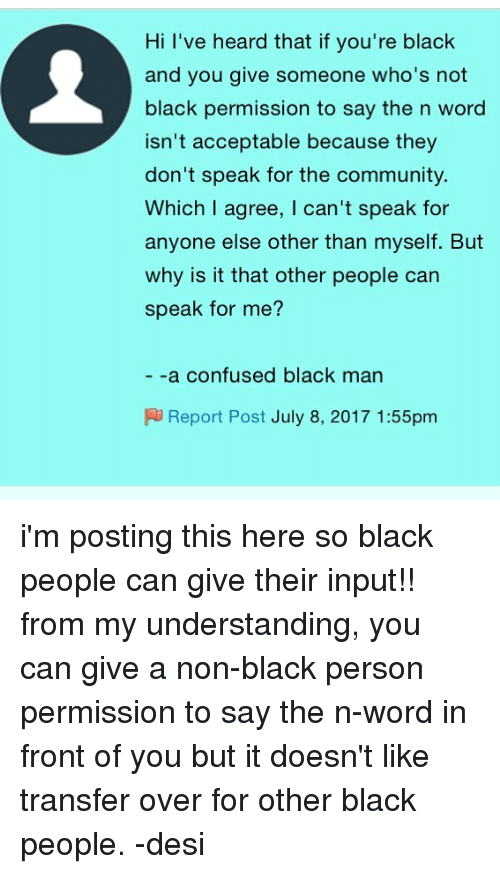 Hi I've heard that if you're black
and you give someone who's not
black permission to say the n word
isn't acceptable because they
don't speak for the community.
Which I agree, I can't speak for
anyone else other than myself. But
why is it that other people can
speak for me?
- -a confused black man
Report Post July 8, 2017 1:55pm
i'm posting this here so black
people can give their input!!
from my understanding, you
can give a non-black person
permission to say the n-word in
front of you but it doesn't like
transfer over for other black
people. -desi